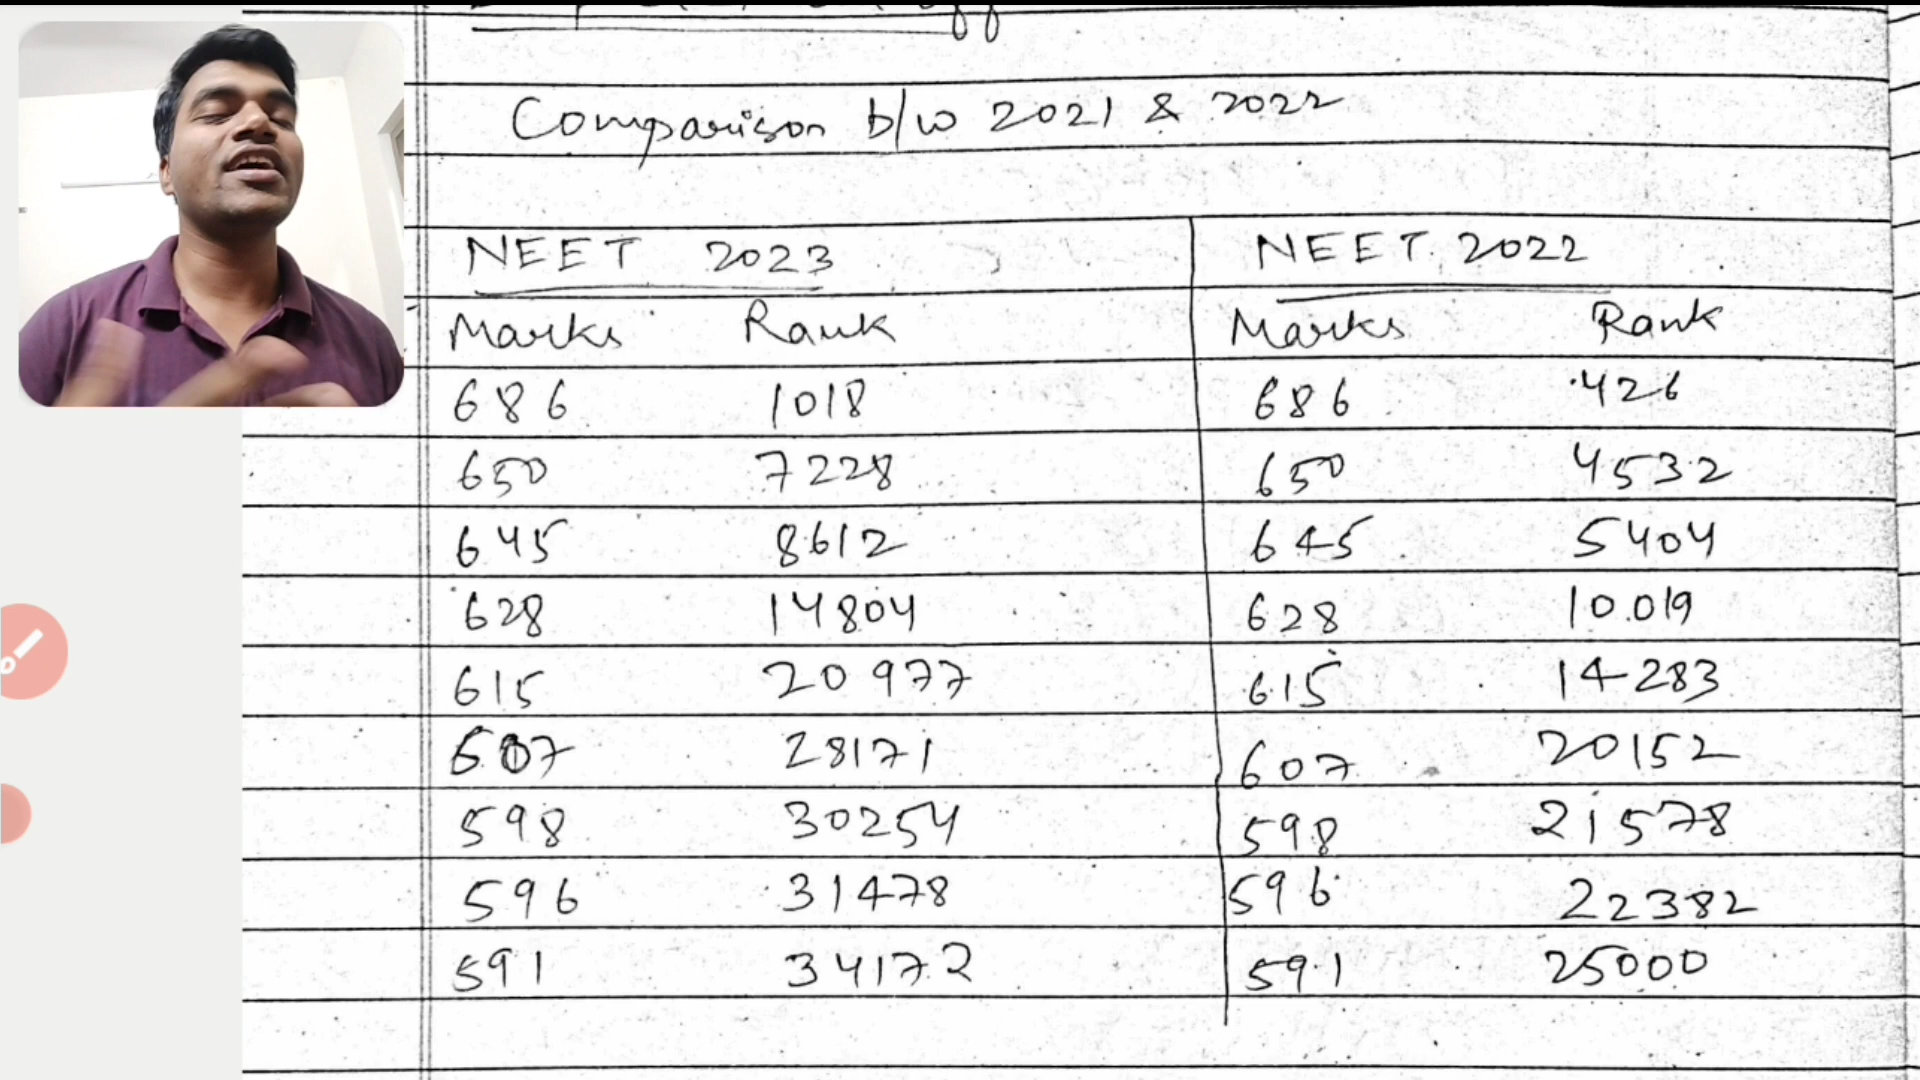 Comparison b/w 2021 & 2022
NEET 2023 NEET 2022
Marks Rank Marks Rank
686 1018 686 426
650 7228 650 4532
645 8612 645 5404
628 14804 628 10019
615 20977 615 14283
607 28171 607 20152
598 30254 598 21578
596 31478 596 22382
591 34172 591 25000